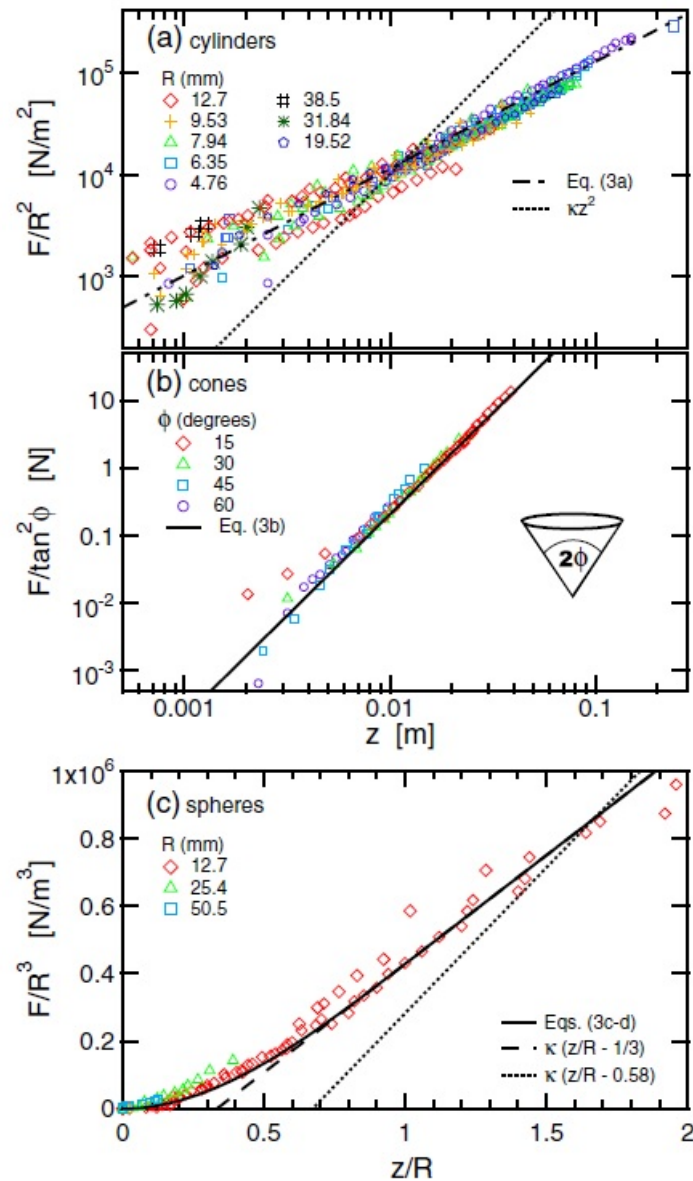 (a) cylinders
R (mm)
12.7
9.53
7.94
6.35
4.76
38.5
31.84
19.52
Eq. (3a)
κz²
F/R² [N/m²]
10⁵
10⁴
10³
(b) cones
ϕ (degrees)
15
30
45
60
Eq. (3b)
2ϕ
F/tan²ϕ [N]
10
1
0.1
10⁻²
10⁻³
0.001
0.01
0.1
z [m]
(c) spheres
R (mm)
12.7
25.4
50.5
Eqs. (3c-d)
κ (z/R - 1/3)
κ (z/R - 0.58)
F/R³ [N/m³]
1x10⁶
0.8
0.6
0.4
0.2
0
0
0.5
1
1.5
2
z/R